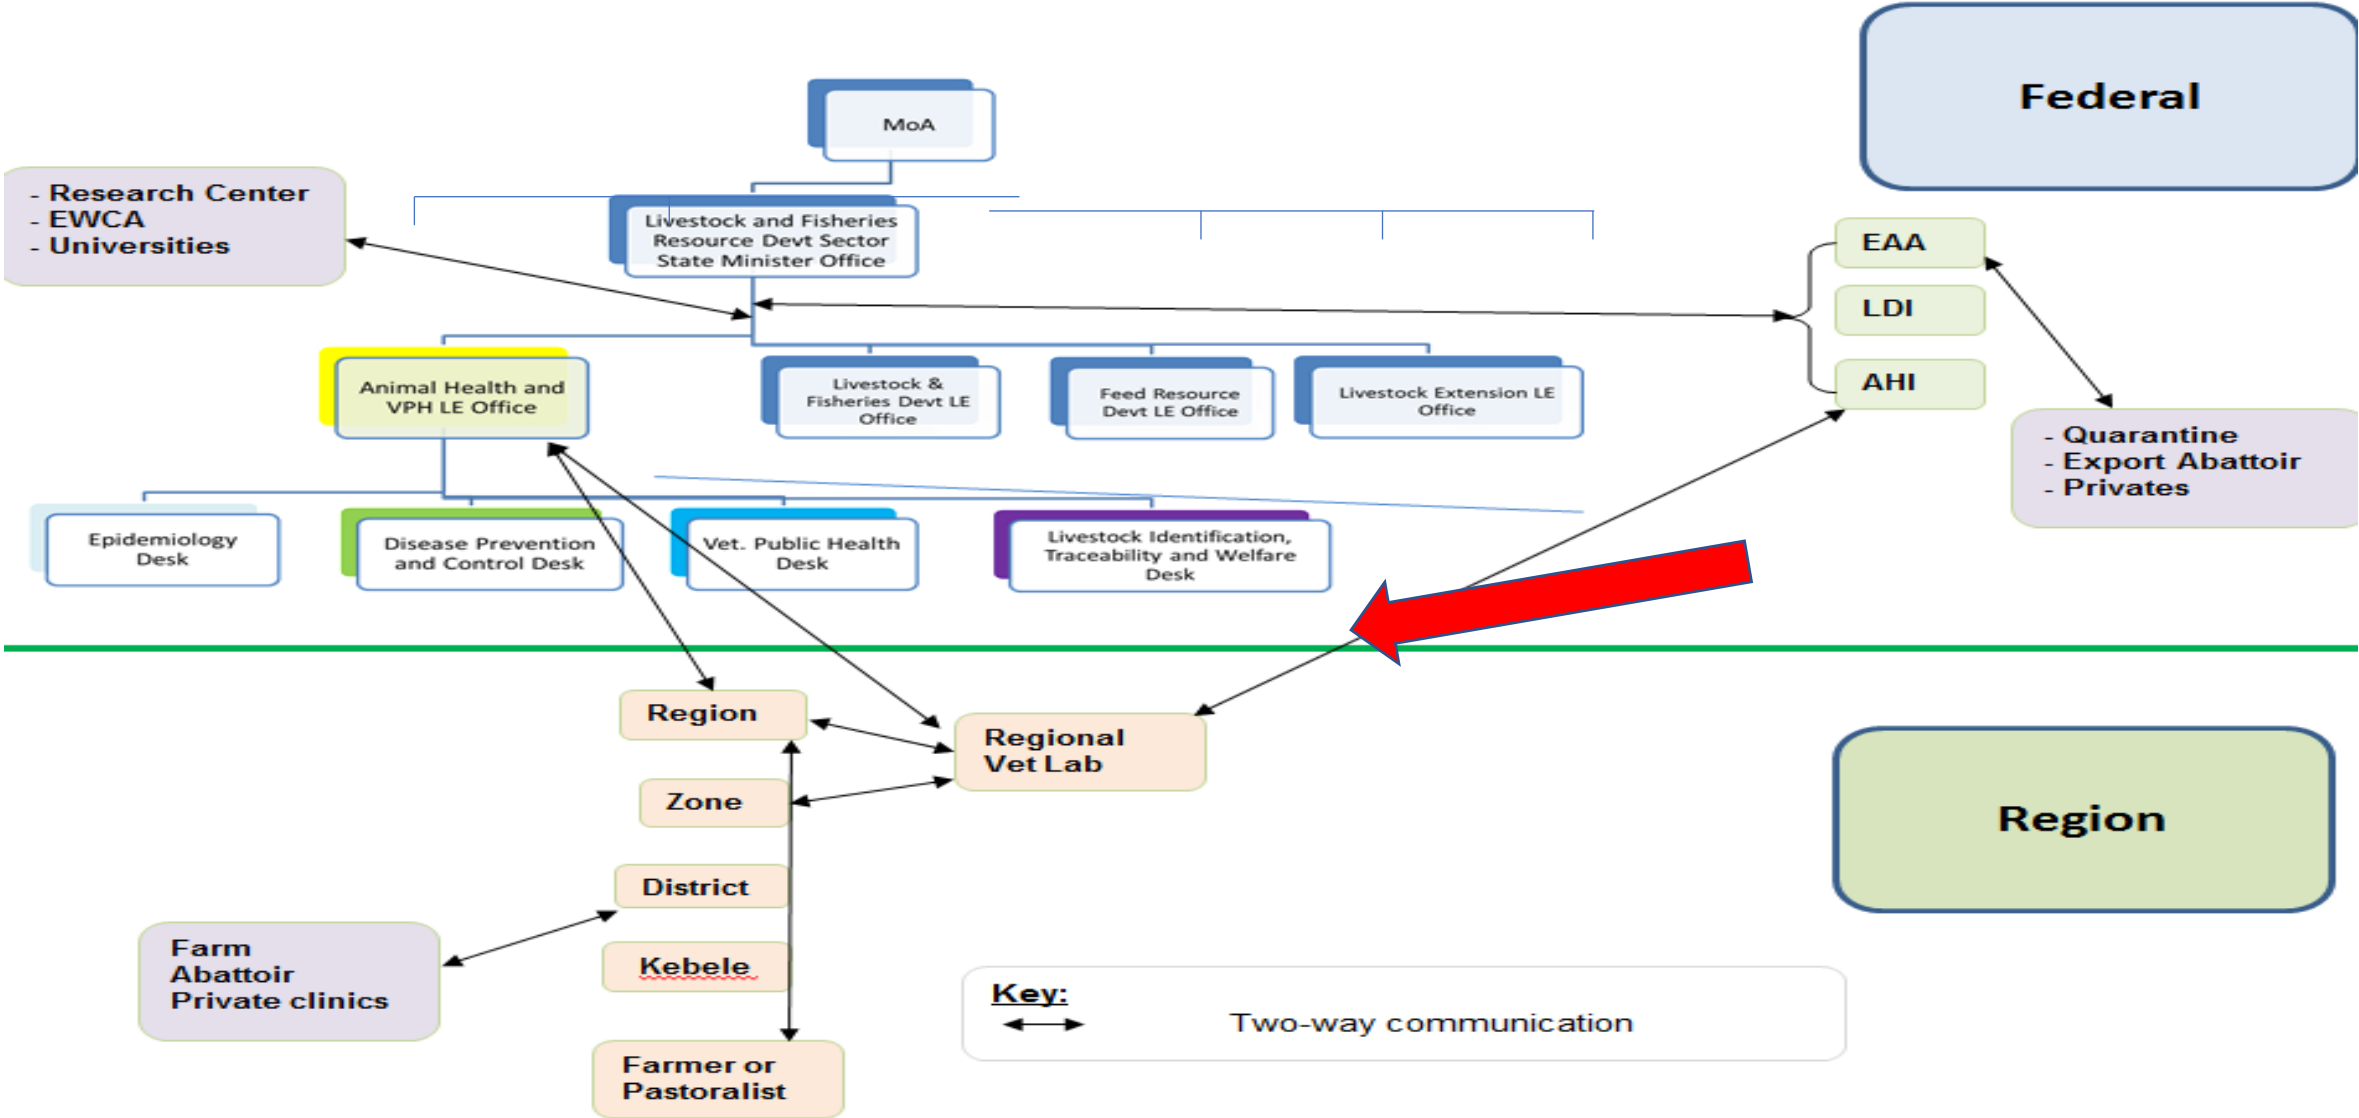 Federal
MoA
- Research Center
- EWCA
- Universities
Livestock and Fisheries
Resource Devt Sector
State Minister Office
EAA
LDI
AHI
Animal Health and
VPH LE Office
Livestock &
Fisheries Devt LE
Office
Feed Resource
Devt LE Office
Livestock Extension LE
Office
- Quarantine
- Export Abattoir
- Privates
Epidemiology
Desk
Disease Prevention
and Control Desk
Vet. Public Health
Desk
Livestock Identification,
Traceability and Welfare
Desk
Region
Regional
Vet Lab
Zone
Region
District
Farm
Abattoir
Private clinics
Kebele
Key:
Two-way communication
Farmer or
Pastoralist